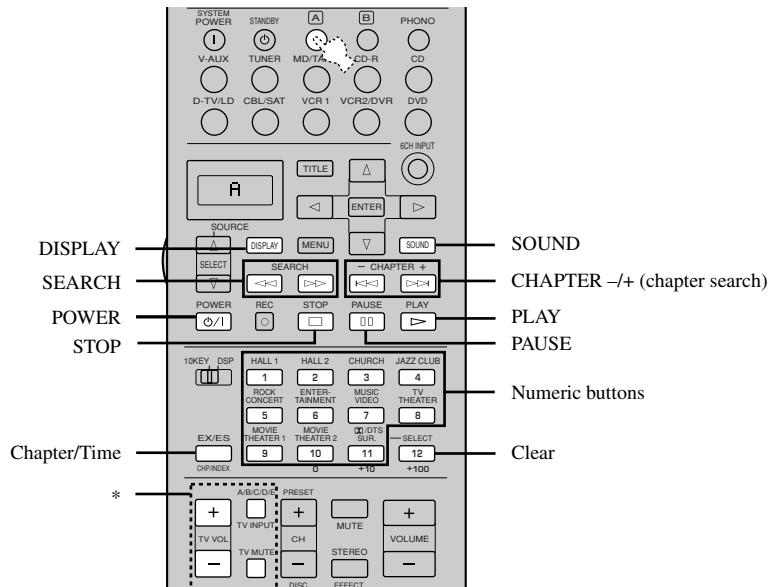 SYSTEM
POWER
STANDBY
A
B
PHONO
V-AUX
TUNER
MD/TA
CD-R
CD
D-TV/LD
CBL/SAT
VCR 1
VCR2/DVR
DVD
6CH INPUT
TITLE
A
ENTER
SOURCE
DISPLAY
DISPLAY
MENU
SOUND
SOUND
SELECT
SEARCH
SEARCH
– CHAPTER +
CHAPTER –/+ (chapter search)
POWER
POWER
REC
STOP
PAUSE
PLAY
PLAY
STOP
PAUSE
10KEY
DSP
HALL 1
HALL 2
CHURCH
JAZZ CLUB
1
2
3
4
Numeric buttons
ROCK
CONCERT
ENTER-
TAINMENT
MUSIC
VIDEO
TV
THEATER
5
6
7
8
MOVIE
THEATER 1
MOVIE
THEATER 2
/DTS
SUR.
SELECT
EX/ES
Chapter/Time
9
10
11
12
Clear
CHP/INDEX
0
+10
+100
*
A/B/C/D/E
PRESET
+
TV INPUT
+
MUTE
+
TV VOL
CH
VOLUME
TV MUTE
STEREO
–
–
–
DISC
EFFECT